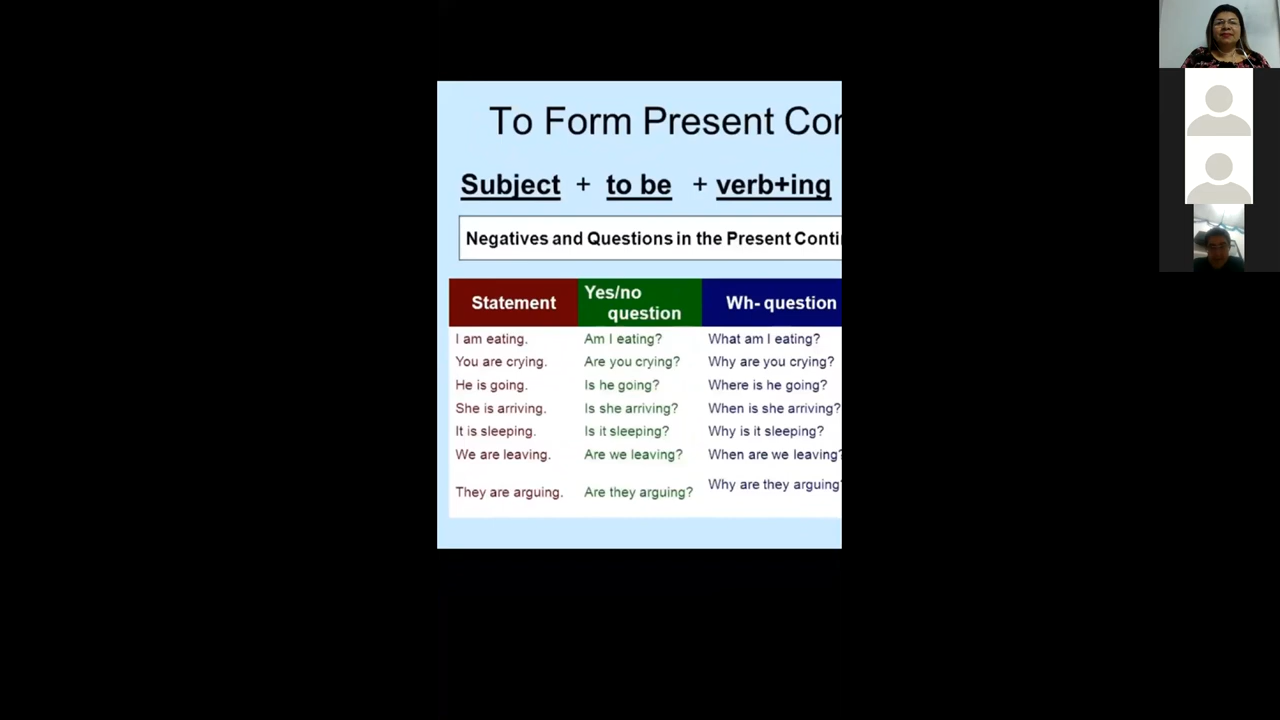 To Form Present Con
Subject + to be + verb+ing
Negatives and Questions in the Present Conti
Statement Yes/no question Wh- question
I am eating. Am I eating? What am I eating?
You are crying. Are you crying? Why are you crying?
He is going. Is he going? Where is he going?
She is arriving. Is she arriving? When is she arriving?
It is sleeping. Is it sleeping? Why is it sleeping?
We are leaving. Are we leaving? When are we leaving?
They are arguing. Are they arguing? Why are they arguing?